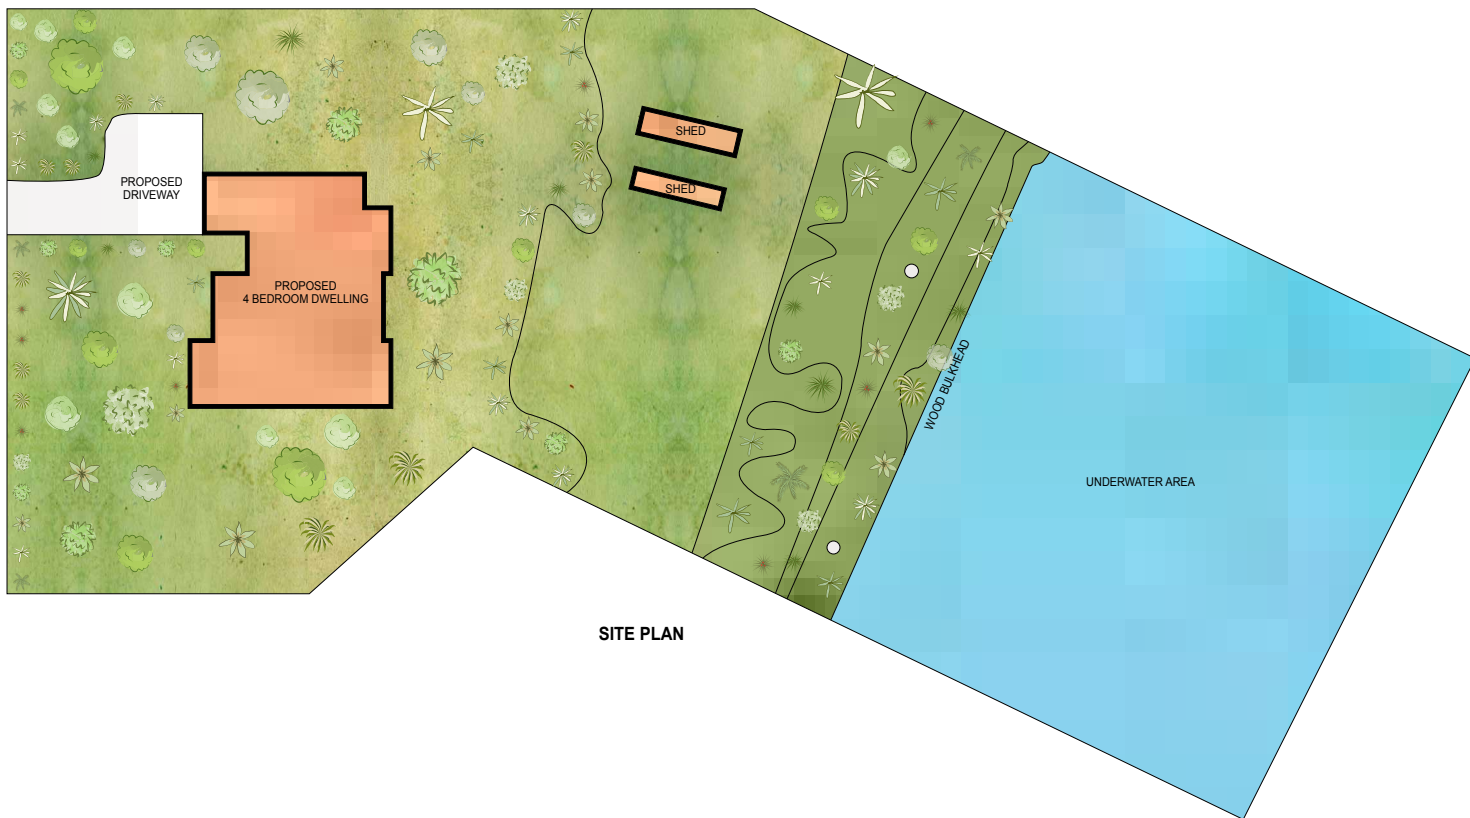 SHED
PROPOSED
DRIVEWAY
SHED
PROPOSED
4 BEDROOM DWELLING
WOOD BULKHEAD
UNDERWATER AREA
SITE PLAN